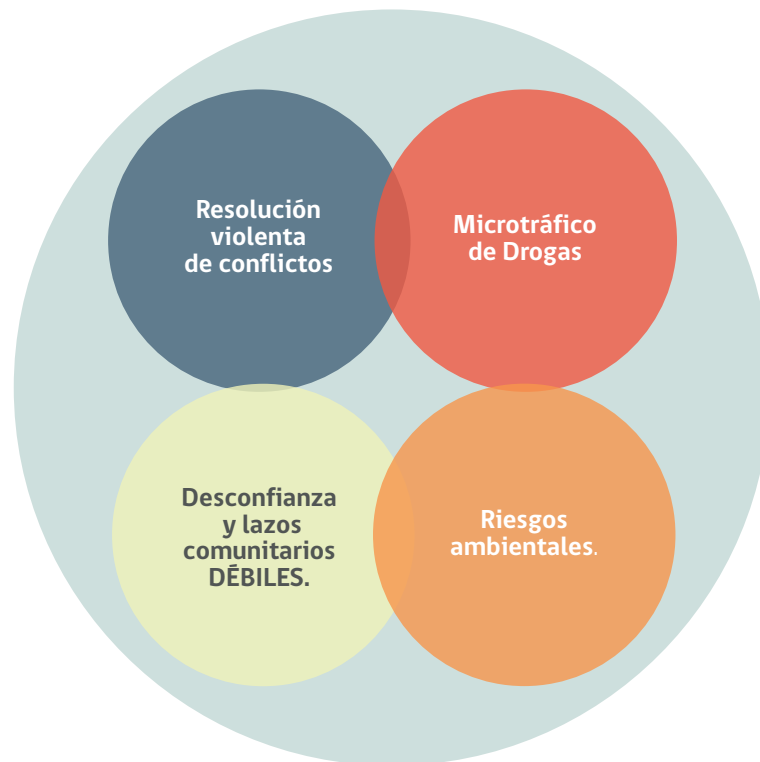 Resolución
violenta
de conflictos
Microtráfico
de Drogas
Desconfianza
y lazos
comunitarios
DÉBILES.
Riesgos
ambientales.